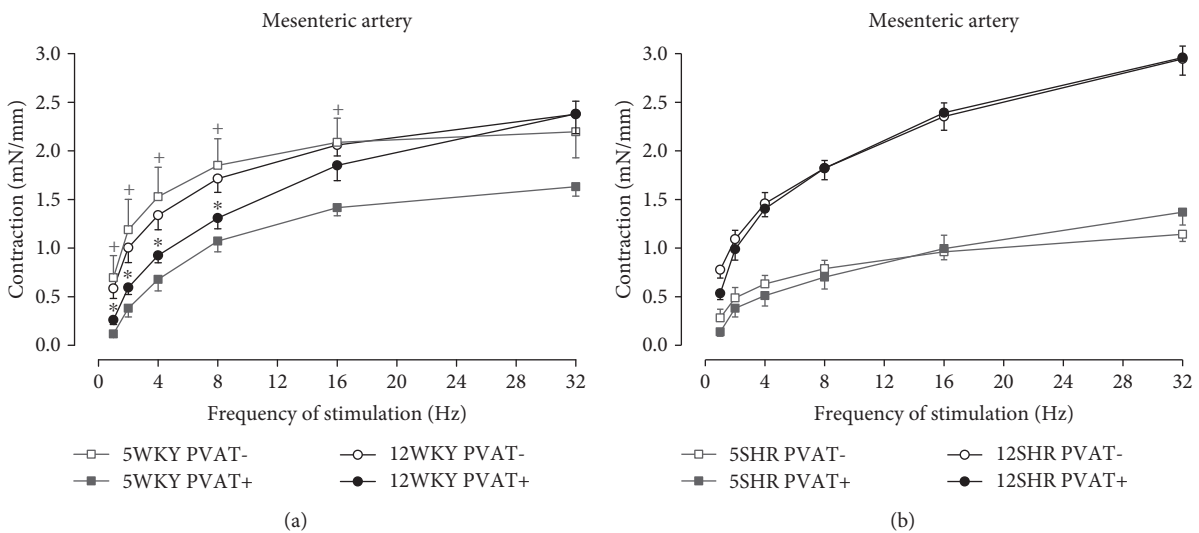 Mesenteric artery
3.0
2.5
2.0
1.5
1.0
0.5
0.0
Contraction (mN/mm)
+ + + + +
* * * *
0 4 8 12 16 20 24 28 32
Frequency of stimulation (Hz)
5WKY PVAT- 12WKY PVAT-
5WKY PVAT+ 12WKY PVAT+
(a)
Mesenteric artery
3.0
2.5
2.0
1.5
1.0
0.5
0.0
Contraction (mN/mm)
0 4 8 12 16 20 24 28 32
Frequency of stimulation (Hz)
5SHR PVAT- 12SHR PVAT-
5SHR PVAT+ 12SHR PVAT+
(b)